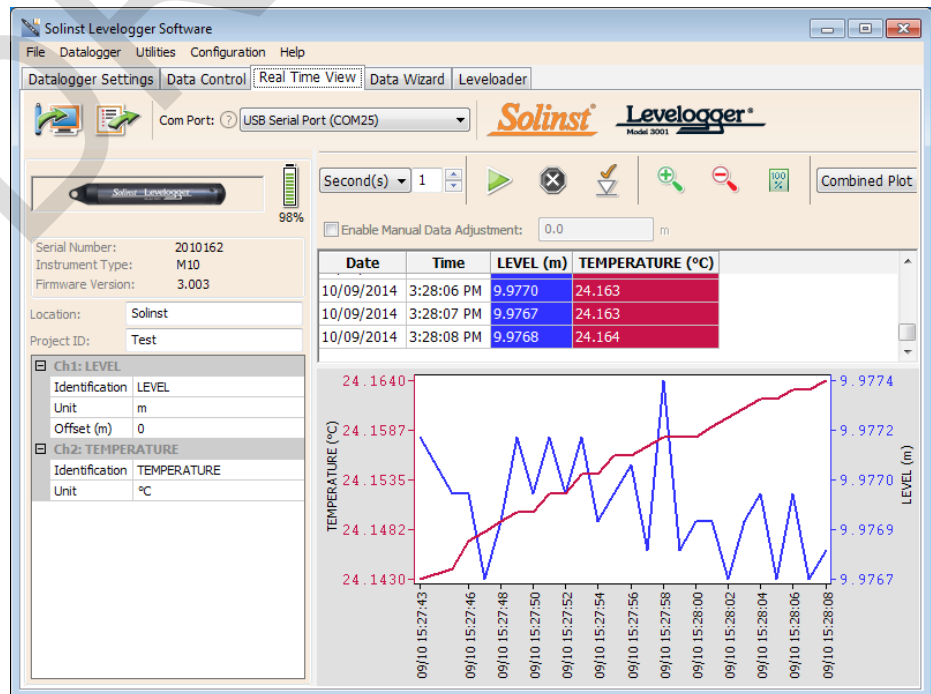 Solinst Levelogger Software
File Datalogger Utilities Configuration Help
Datalogger Settings Data Control Real Time View Data Wizard Leveloader
Com Port: ? USB Serial Port (COM25)
Solinst Levelogger®
Model 3001
Solinst Levelogger
98%
Second(s) 1
100 %
Combined Plot
Enable Manual Data Adjustment: 0.0 m
Serial Number: 2010162
Instrument Type: M10
Firmware Version: 3.003
Location: Solinst
Project ID: Test
Ch1: LEVEL
Identification LEVEL
Unit m
Offset (m) 0
Ch2: TEMPERATURE
Identification TEMPERATURE
Unit °C
Date Time LEVEL (m) TEMPERATURE (°C)
10/09/2014 3:28:06 PM 9.9770 24.163
10/09/2014 3:28:07 PM 9.9767 24.163
10/09/2014 3:28:08 PM 9.9768 24.164
TEMPERATURE (°C)
24.1640
24.1587
24.1535
24.1482
24.1430
9.9774
9.9772
9.9770
9.9769
9.9767
LEVEL (m)
09/10 15:27:43
09/10 15:27:46
09/10 15:27:48
09/10 15:27:50
09/10 15:27:52
09/10 15:27:54
09/10 15:27:56
09/10 15:27:58
09/10 15:28:00
09/10 15:28:02
09/10 15:28:04
09/10 15:28:06
09/10 15:28:08